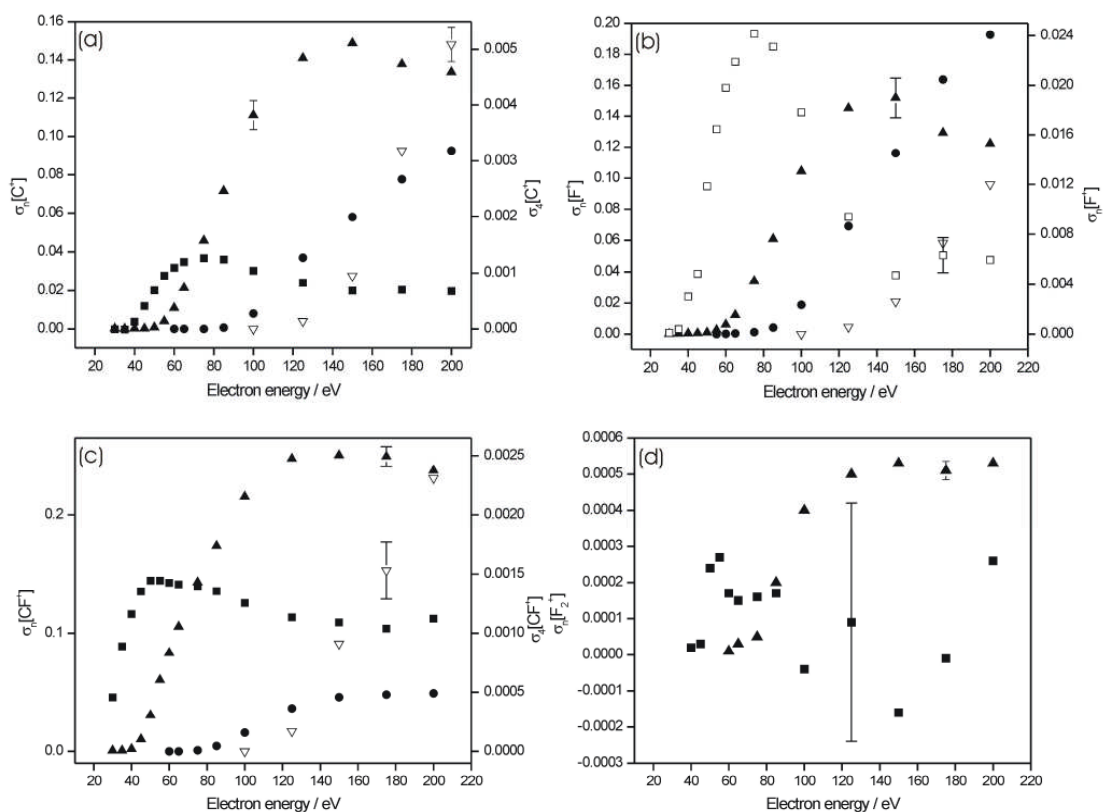 (a)
σₙ[C⁺]
0.16
0.14
0.12
0.10
0.08
0.06
0.04
0.02
0.00
0.005
0.004
0.003
0.002
0.001
0.000
σ₄[C⁺]
20 40 60 80 100 120 140 160 180 200
Electron energy / eV
(b)
σₙ[F⁺]
0.20
0.18
0.16
0.14
0.12
0.10
0.08
0.06
0.04
0.02
0.00
0.024
0.020
0.016
0.012
0.008
0.004
0.000
σₙ[F⁺]
20 40 60 80 100 120 140 160 180 200 220
Electron energy / eV
(c)
σₙ[CF⁺]
0.2
0.1
0.0
0.0025
0.0020
0.0015
0.0010
0.0005
0.0000
σ₄[CF⁺]
20 40 60 80 100 120 140 160 180 200 220
Electron energy / eV
(d)
σₙ[F₂⁺]
0.0006
0.0005
0.0004
0.0003
0.0002
0.0001
0.0000
-0.0001
-0.0002
-0.0003
20 40 60 80 100 120 140 160 180 200 220
Electron energy / eV